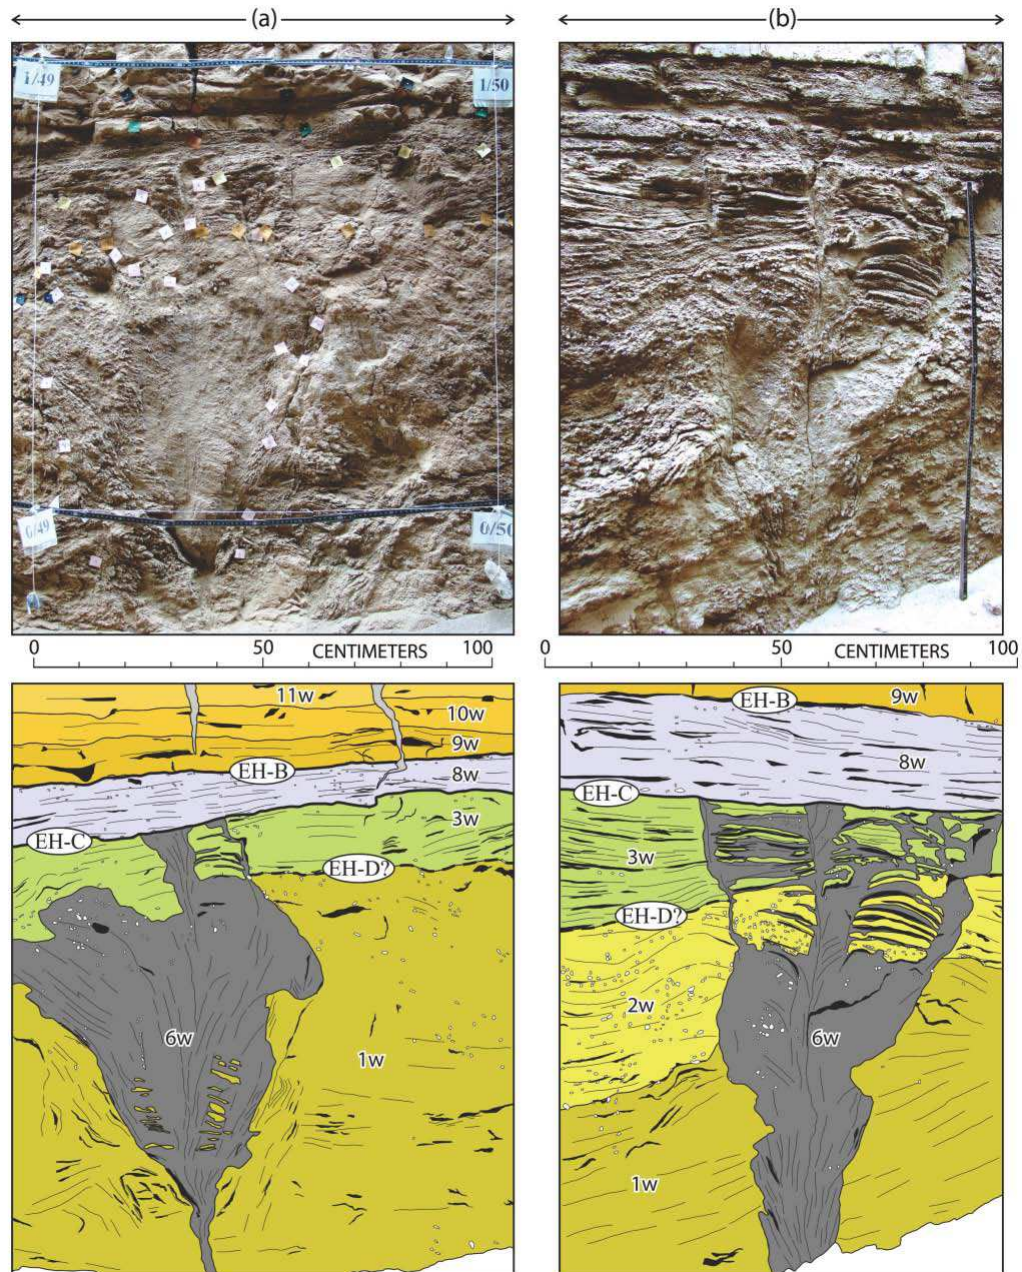 (a) (b)
1/49 1/50
0/49 0/50
0 50 CENTIMETERS 100
0 50 CENTIMETERS 100
11w
10w
9w
EH-B
8w
3w
EH-C
EH-D?
6w
1w
EH-B
9w
8w
EH-C
3w
EH-D?
2w
6w
1w